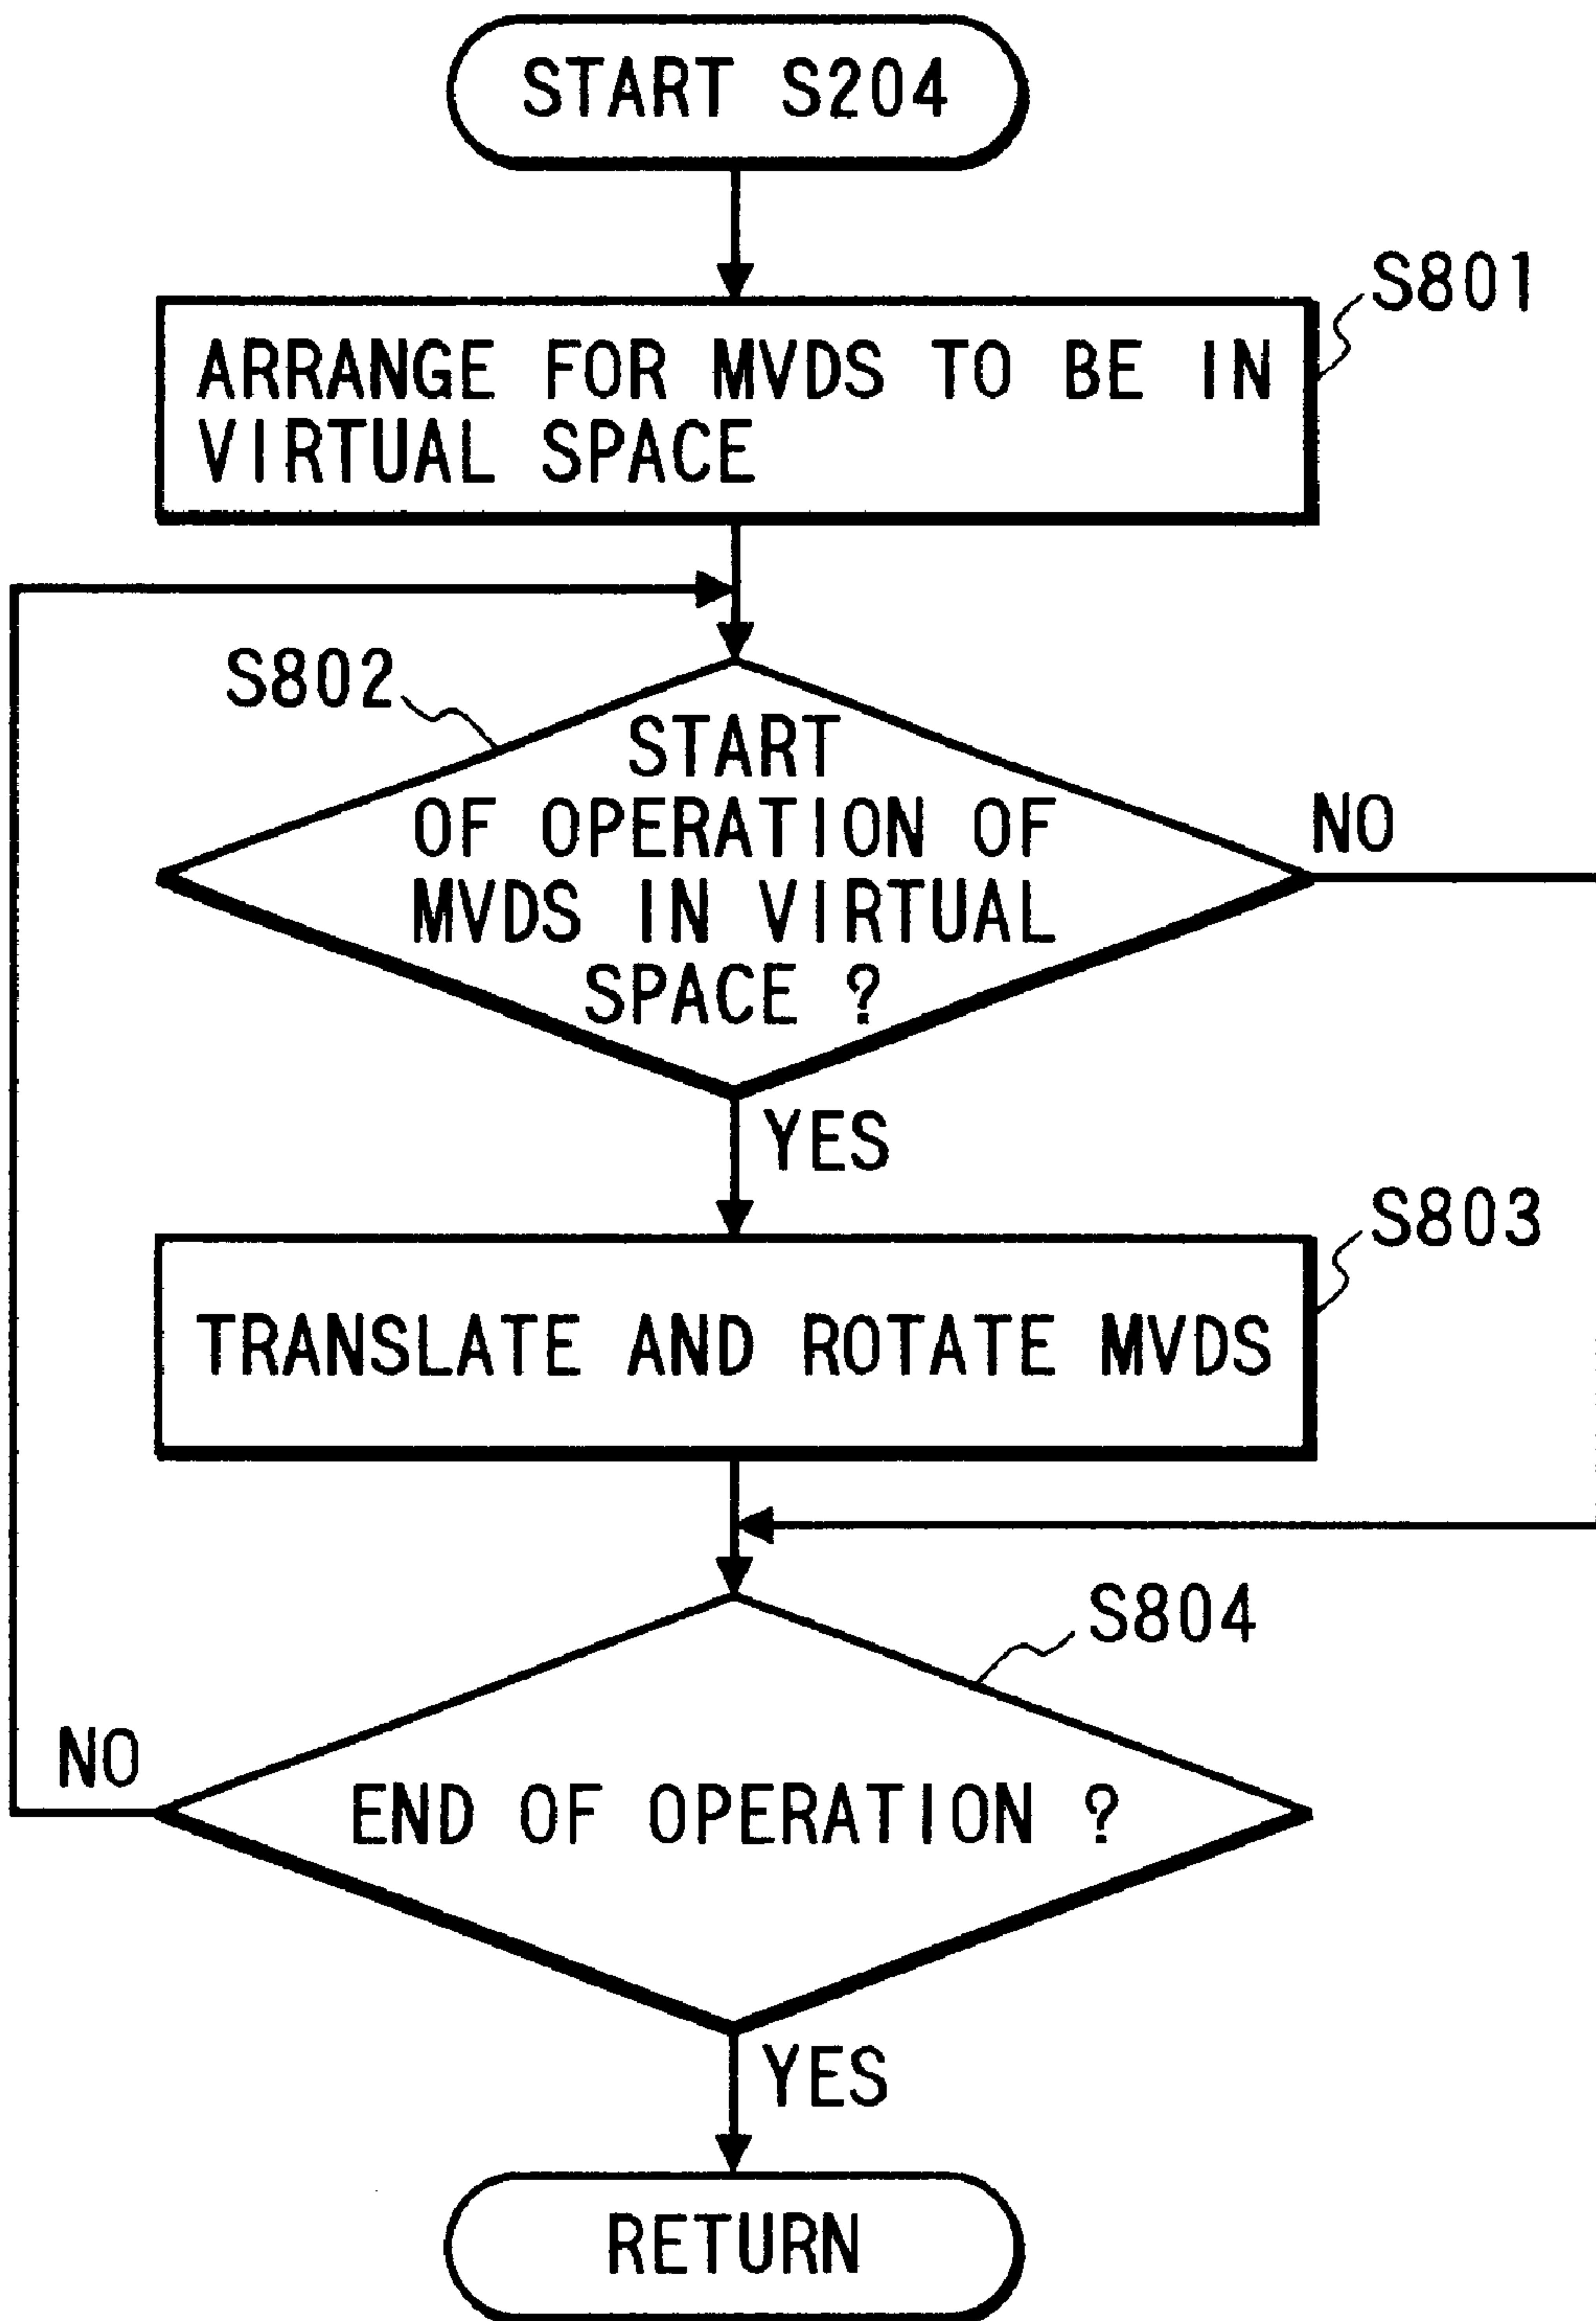 START S204
S801
ARRANGE FOR MVDS TO BE IN
VIRTUAL SPACE
S802
START
OF OPERATION OF
MVDS IN VIRTUAL
SPACE ?
NO
YES
S803
TRANSLATE AND ROTATE MVDS
S804
NO
END OF OPERATION ?
YES
RETURN